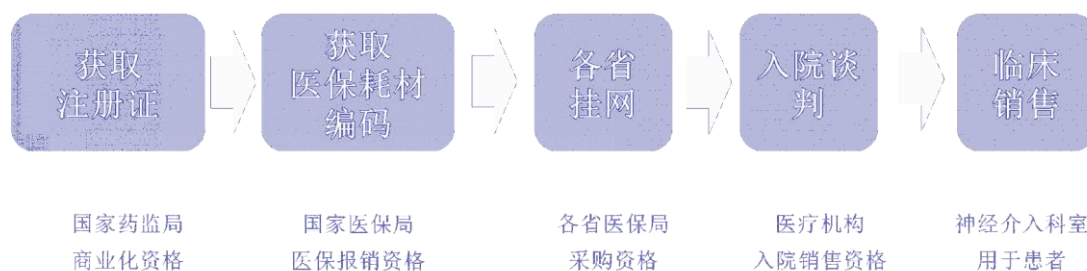 获取
注册证
获取
医保耗材
编码
各省
挂网
入院谈
判
临床
销售
国家药监局
商业化资格
国家医保局
医保报销资格
各省医保局
采购资格
医疗机构
入院销售资格
神经介入科室
用于患者